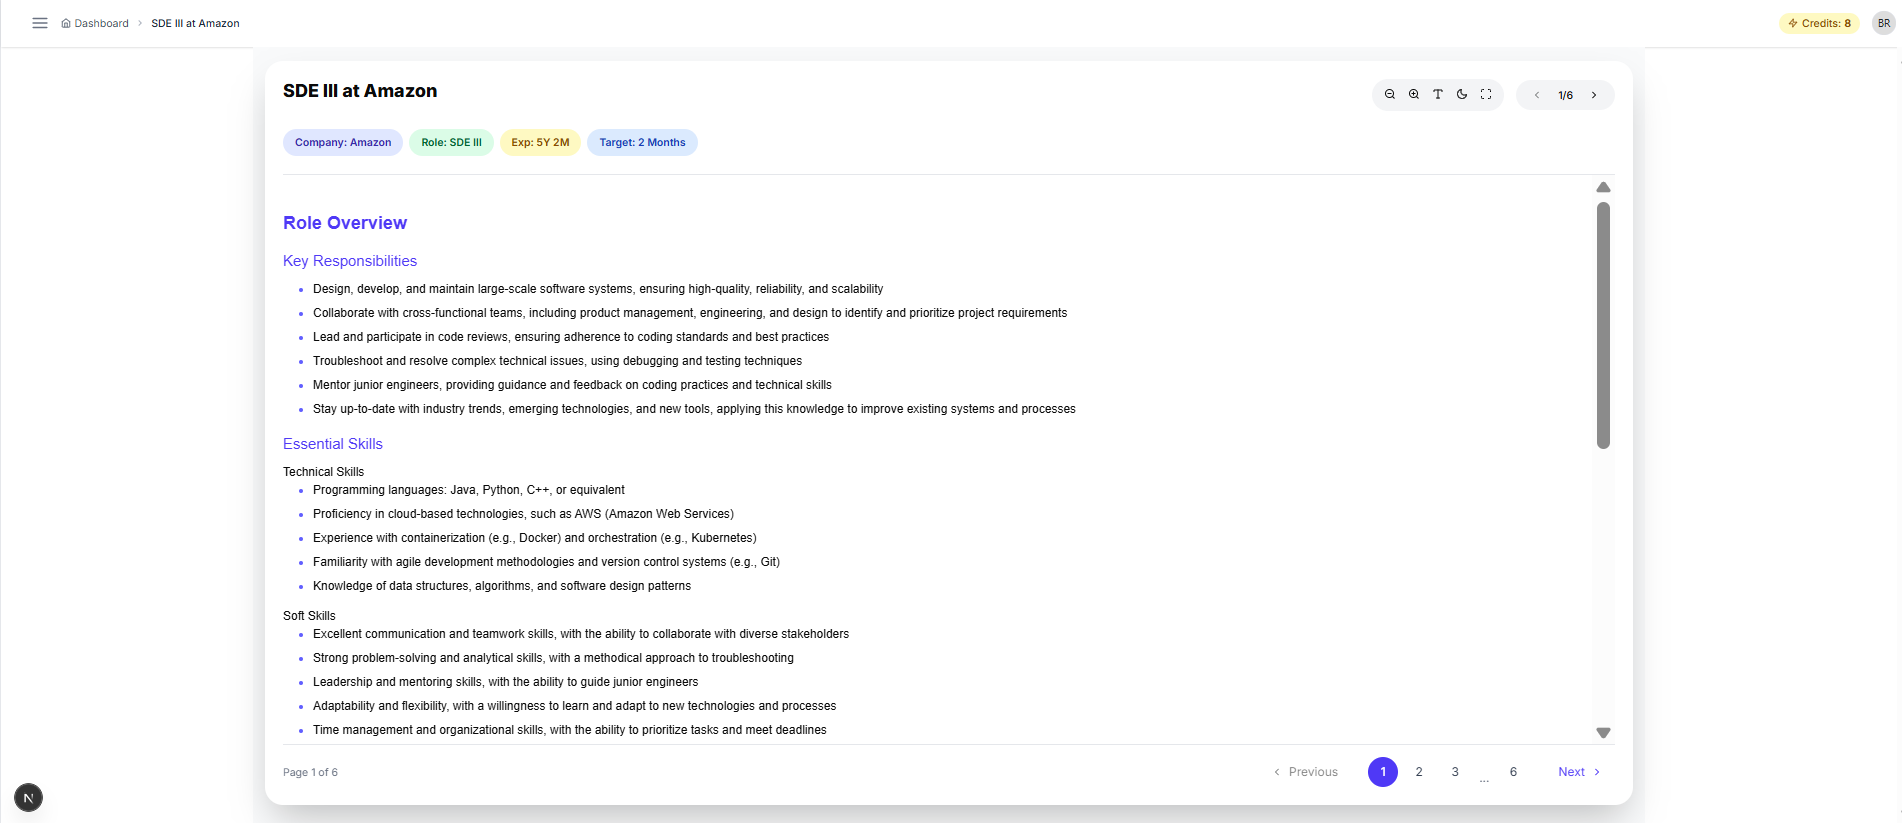 Dashboard > SDE III at Amazon
Credits: 8
BR
SDE III at Amazon
1/6
Company: Amazon
Role: SDE III
Exp: 5Y 2M
Target: 2 Months
Role Overview
Key Responsibilities
Design, develop, and maintain large-scale software systems, ensuring high-quality, reliability, and scalability
Collaborate with cross-functional teams, including product management, engineering, and design to identify and prioritize project requirements
Lead and participate in code reviews, ensuring adherence to coding standards and best practices
Troubleshoot and resolve complex technical issues, using debugging and testing techniques
Mentor junior engineers, providing guidance and feedback on coding practices and technical skills
Stay up-to-date with industry trends, emerging technologies, and new tools, applying this knowledge to improve existing systems and processes
Essential Skills
Technical Skills
Programming languages: Java, Python, C++, or equivalent
Proficiency in cloud-based technologies, such as AWS (Amazon Web Services)
Experience with containerization (e.g., Docker) and orchestration (e.g., Kubernetes)
Familiarity with agile development methodologies and version control systems (e.g., Git)
Knowledge of data structures, algorithms, and software design patterns
Soft Skills
Excellent communication and teamwork skills, with the ability to collaborate with diverse stakeholders
Strong problem-solving and analytical skills, with a methodical approach to troubleshooting
Leadership and mentoring skills, with the ability to guide junior engineers
Adaptability and flexibility, with a willingness to learn and adapt to new technologies and processes
Time management and organizational skills, with the ability to prioritize tasks and meet deadlines
Page 1 of 6
Previous 1 2 3 ... 6 Next
N